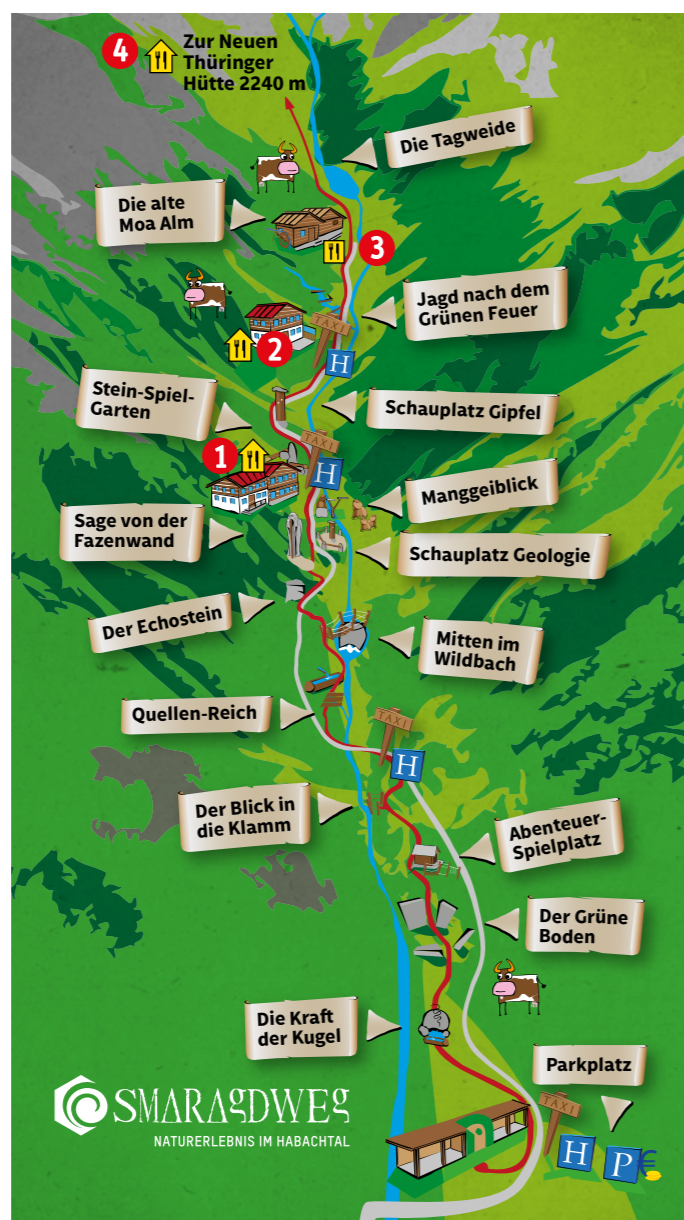 4
Zur Neuen
Thüringer
Hütte 2240 m
Die Tagweide
Die alte
Moa Alm
3
Jagd nach dem
Grünen Feuer
TAXI
2
H
Stein-Spiel-
Garten
Schauplatz Gipfel
TAXI
1
H
Manggeiblick
Sage von der
Fazenwand
Schauplatz Geologie
Der Echostein
Mitten im
Wildbach
Quellen-Reich
TAXI
H
Der Blick in
die Klamm
Abenteuer-
Spielplatz
Der Grüne
Boden
Die Kraft
der Kugel
Parkplatz
TAXI
H
P
€
SMARAGDWEG
NATURERLEBNIS IM HABACHTAL